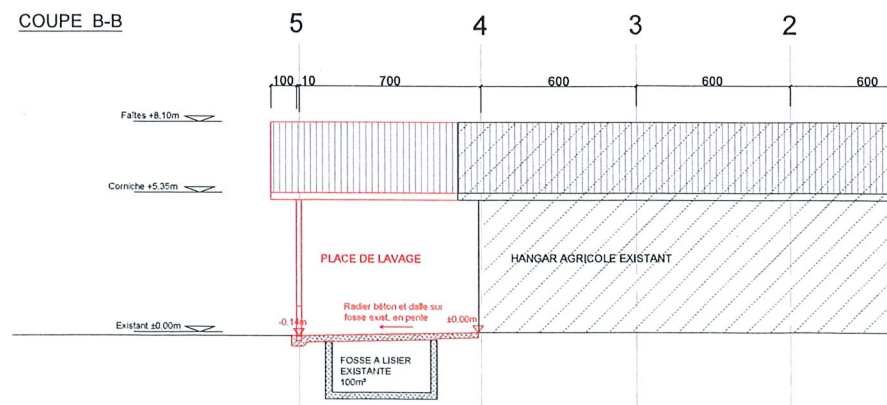 COUPE B-B
5 4 3 2
100 10 700 600 600 600
Faîtes +8.10m
Corniche +5.35m
PLACE DE LAVAGE HANGAR AGRICOLE EXISTANT
Radier béton et dalle sur
fosse exist. en pente
Existant ±0.00m -0.14m ±0.00m
FOSSE A LISIER
EXISTANTE
100m³